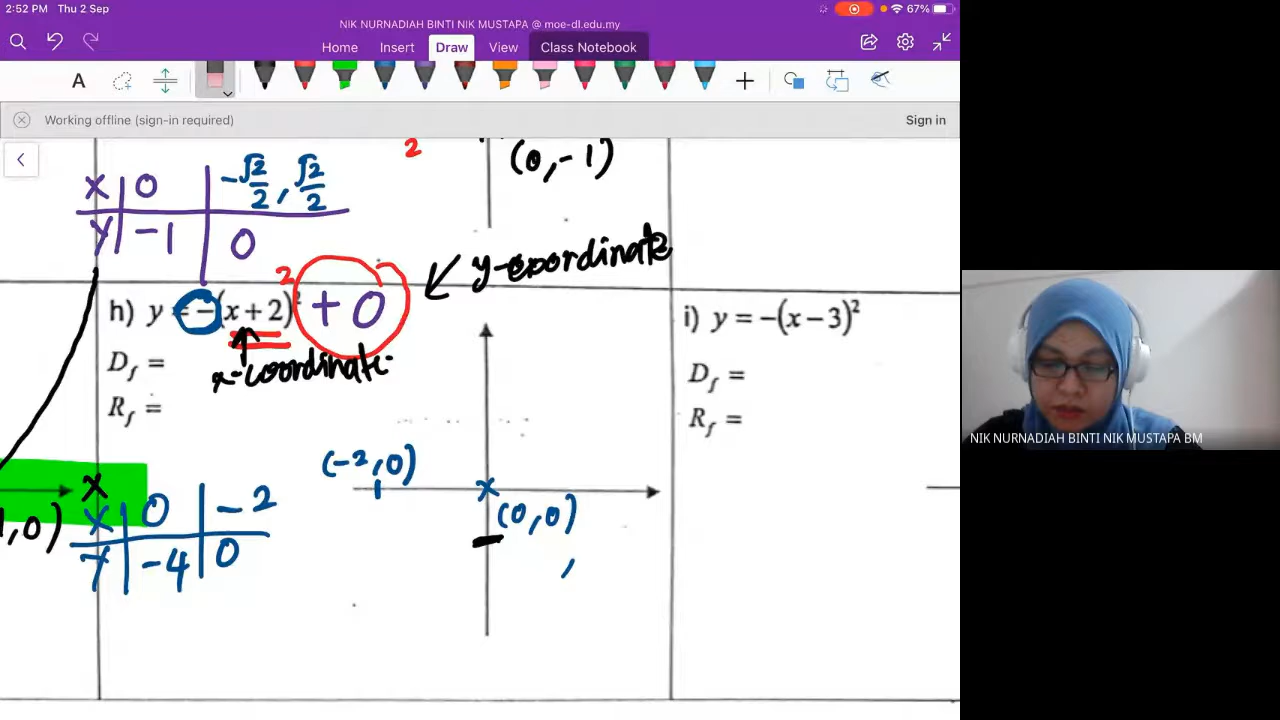 2:52 PM Thu 2 Sep
67%
NIK NURNADIAH BINTI NIK MUSTAPA @ moe-dl.edu.my
Home Insert Draw View Class Notebook
A
Working offline (sign-in required)
Sign in
2
(0,-1)
x 0 -√2/2, √2/2
y -1 0
y-coordinate
h) y = -(x + 2)² + 0
2
x-coordinate
D_f =
R_f =
i) y = -(x - 3)²
D_f =
R_f =
NIK NURNADIAH BINTI NIK MUSTAPA BM
(-2,0)
x
,0)
x 0 -2
y -4 0
x
(0,0)
,